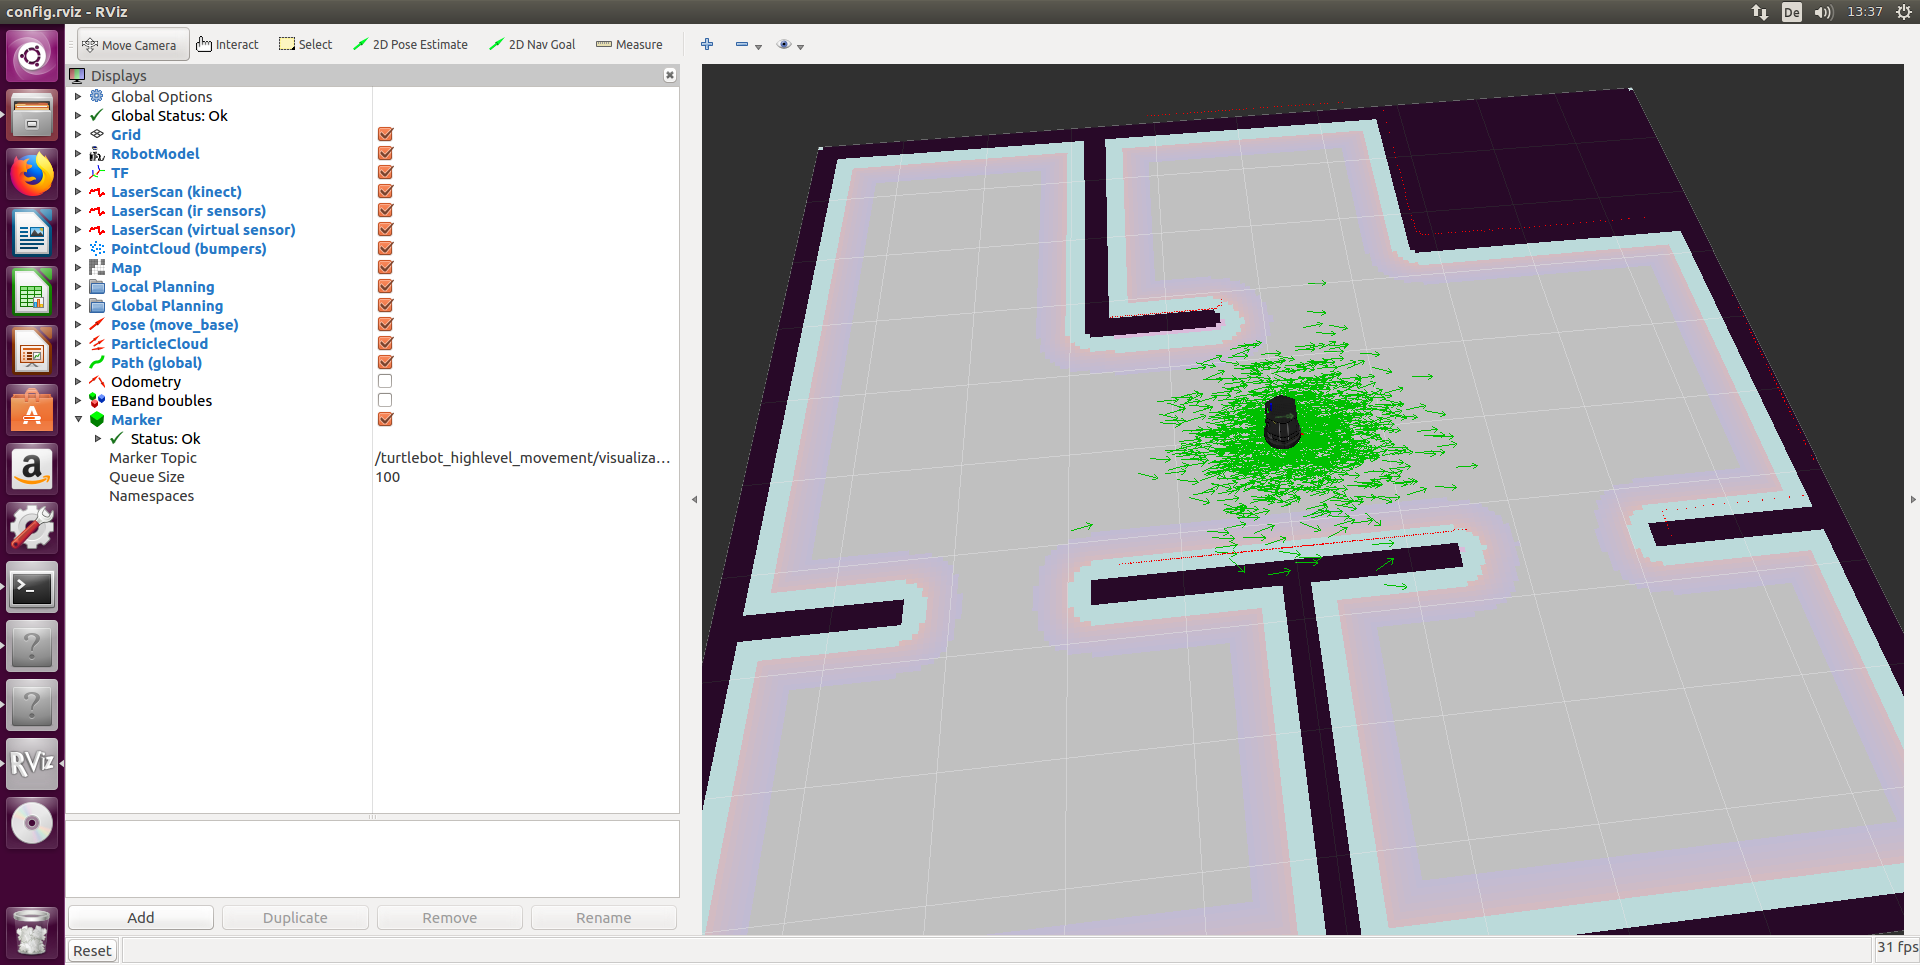 config.rviz - RViz
De
13:37
Move Camera
Interact
Select
2D Pose Estimate
2D Nav Goal
Measure
Displays
Global Options
Global Status: Ok
Grid
RobotModel
TF
LaserScan (kinect)
LaserScan (ir sensors)
LaserScan (virtual sensor)
PointCloud (bumpers)
Map
Local Planning
Global Planning
Pose (move_base)
ParticleCloud
Path (global)
Odometry
EBand boubles
Marker
Status: Ok
Marker Topic
/turtlebot_highlevel_movement/visualiza...
Queue Size
100
Namespaces
RViz
Add
Duplicate
Remove
Rename
Reset
31 fps